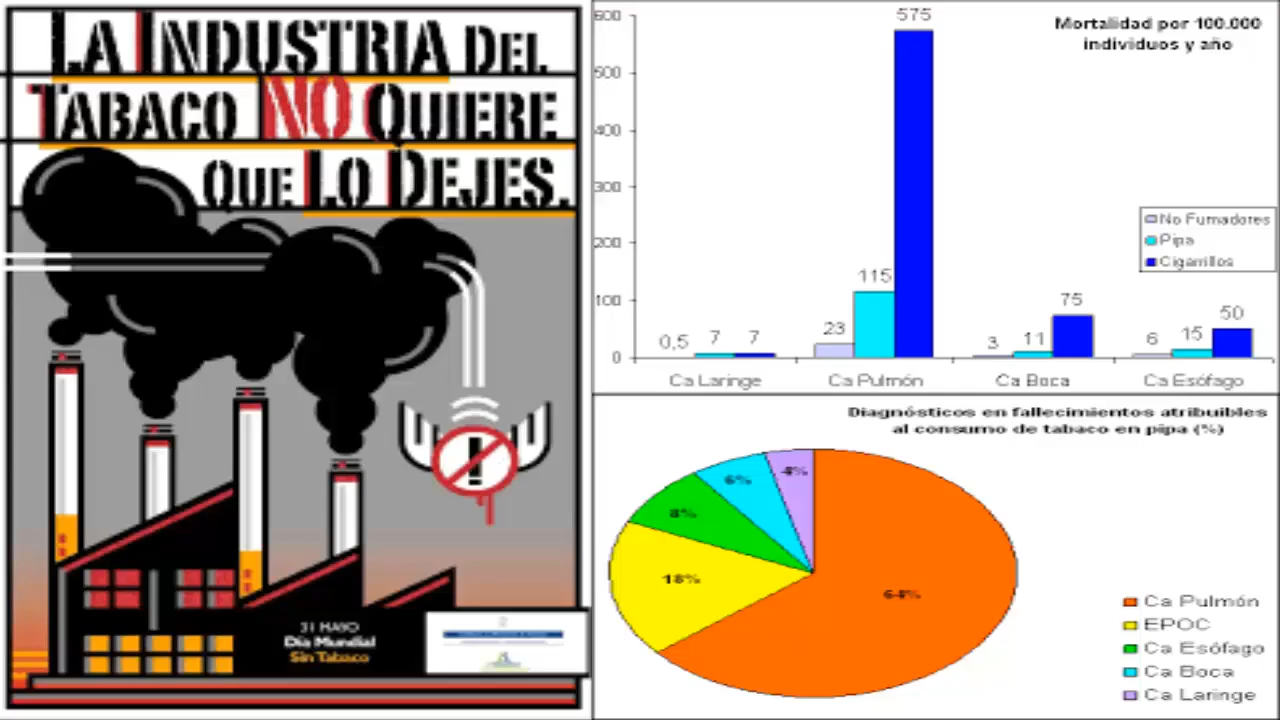 LA INDUSTRIA DEL
TABACO NO QUIERE
QUE LO DEJES.
31 MAYO
Día Mundial
Sin Tabaco
Mortalidad por 100.000
individuos y año
600
500
400
300
200
100
0
0,5 7 7
23 115 575
3 11 75
6 15 50
Ca Laringe Ca Pulmón Ca Boca Ca Esófago
No Fumadores
Pipa
Cigarrillos
Diagnósticos en fallecimientos atribuibles
al consumo de tabaco en pipa (%)
4%
6%
8%
18%
64%
Ca Pulmón
EPOC
Ca Esófago
Ca Boca
Ca Laringe